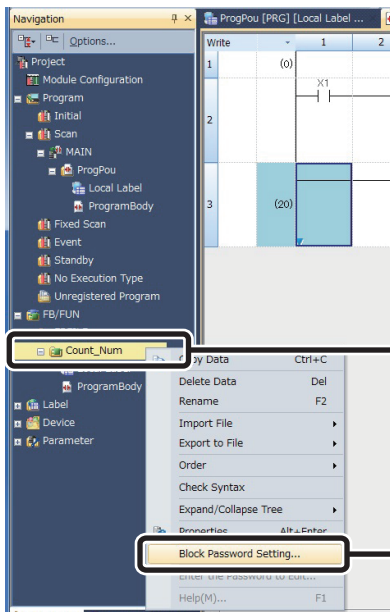 Navigation
ProgPou [PRG] [Local Label ...
Options...
Write 1 2
Project
1 (0)
Module Configuration
X1
Program
Initial
Scan
2
MAIN
ProgPou
Local Label
ProgramBody
3 (20)
Fixed Scan
Event
Standby
No Execution Type
Unregistered Program
FB/FUN
Count_Num
Copy Data Ctrl+C
Delete Data Del
ProgramBody
Rename F2
Label
Import File
Device
Export to File
Parameter
Order
Check Syntax
Expand/Collapse Tree
Properties Alt+Enter
Block Password Setting...
Enter the Password to Edit...
Help(M)... F1